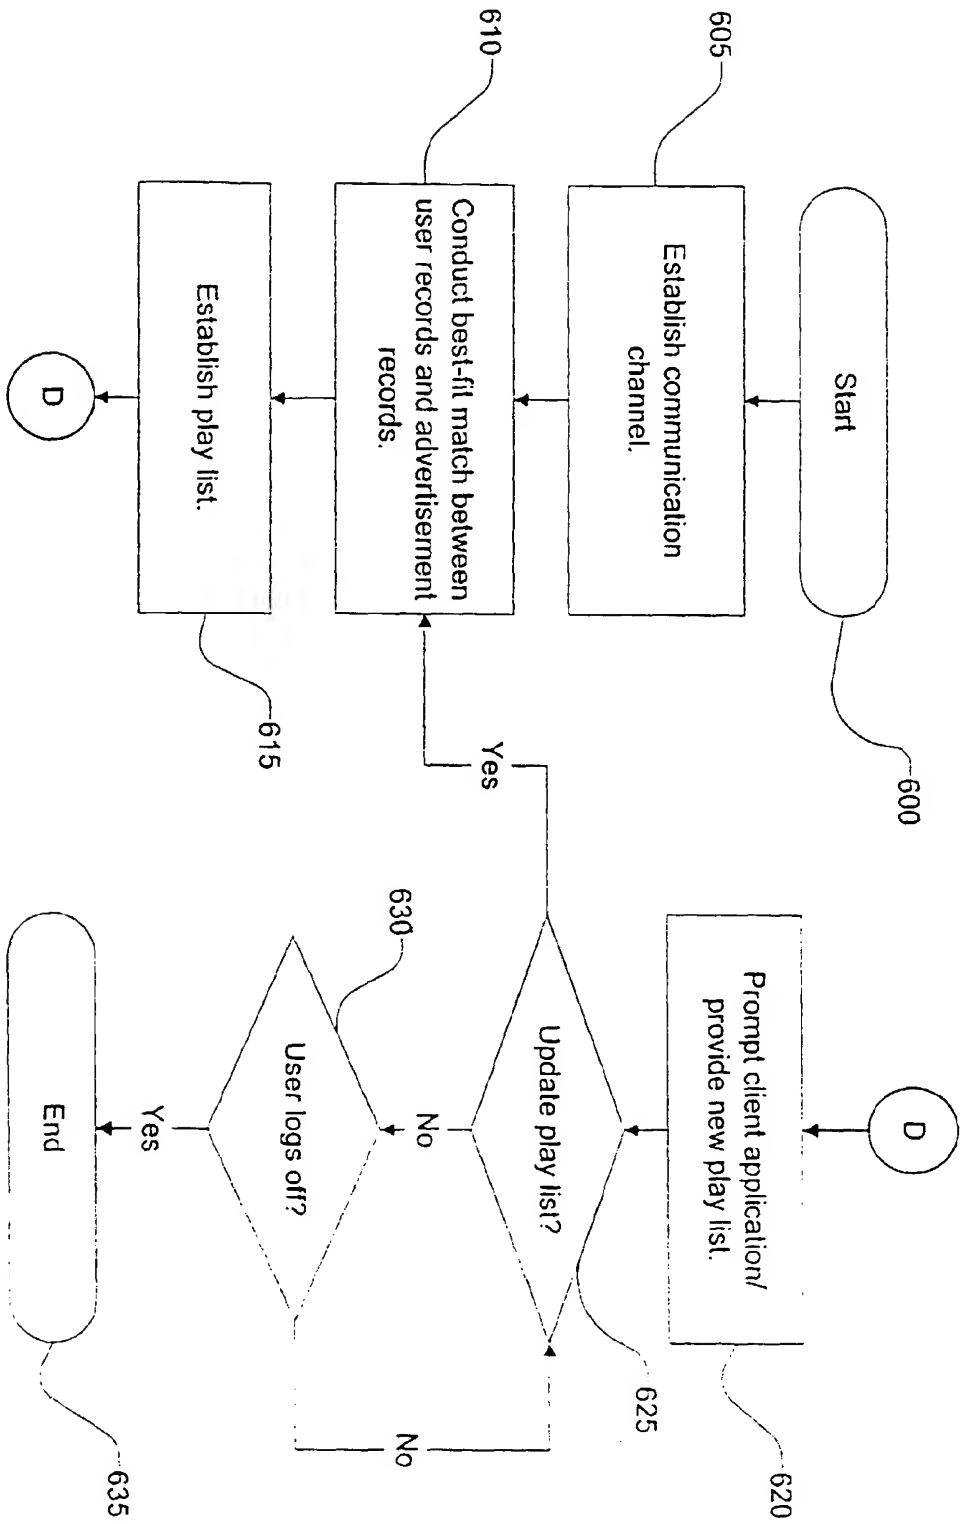 605
Start
600
Establish communication
channel.
610
Conduct best-fit match between
user records and advertisement
records.
Establish play list.
615
D
D
Prompt client application/
provide new play list.
620
Update play list?
625
Yes
No
630
User logs off?
No
Yes
End
635